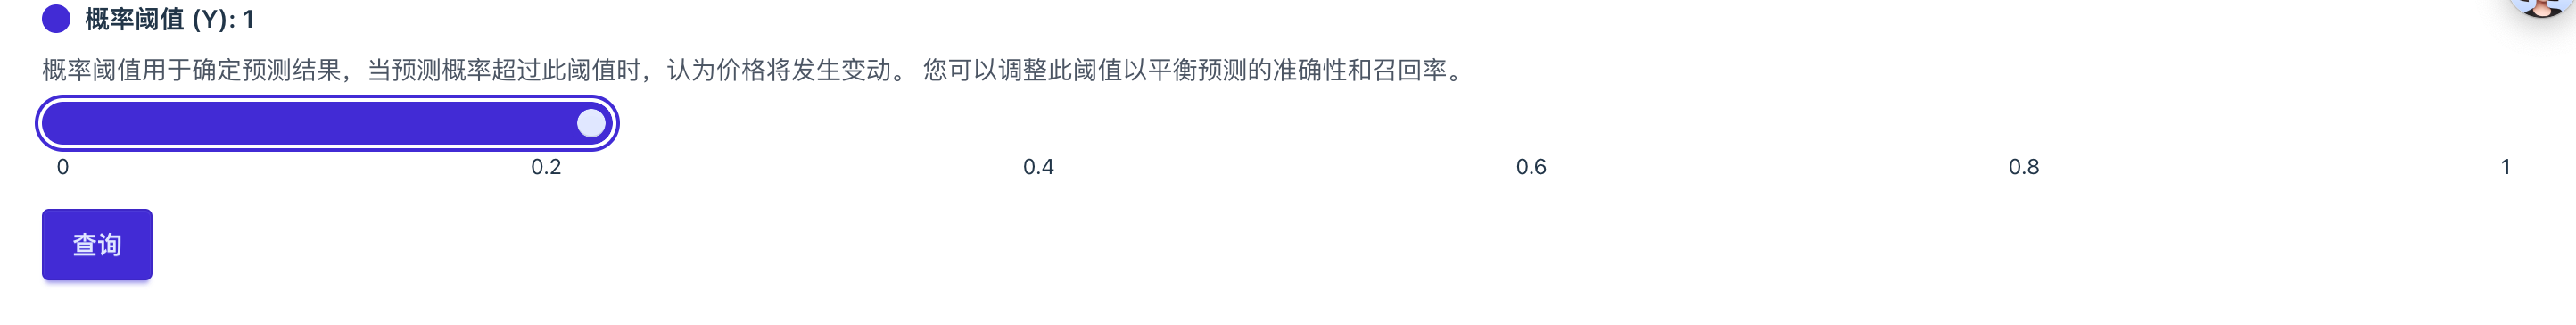 概率阈值 (Y): 1
概率阈值用于确定预测结果，当预测概率超过此阈值时，认为价格将发生变动。 您可以调整此阈值以平衡预测的准确性和召回率。
0 0.2 0.4 0.6 0.8 1
查询